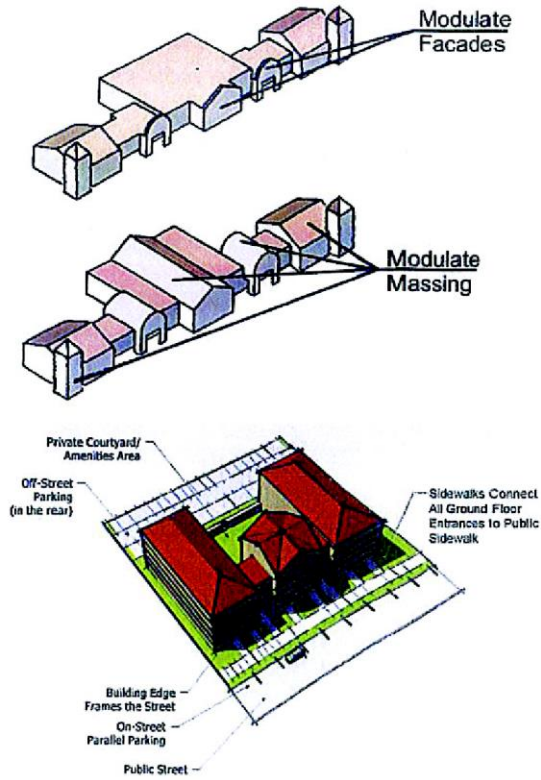 Modulate
Facades
Modulate
Massing
Private Courtyard/
Amenities Area
Off-Street
Parking
(in the rear)
Sidewalks Connect
All Ground Floor
Entrances to Public
Sidewalk
Building Edge
Frames the Street
On-Street
Parallel Parking
Public Street